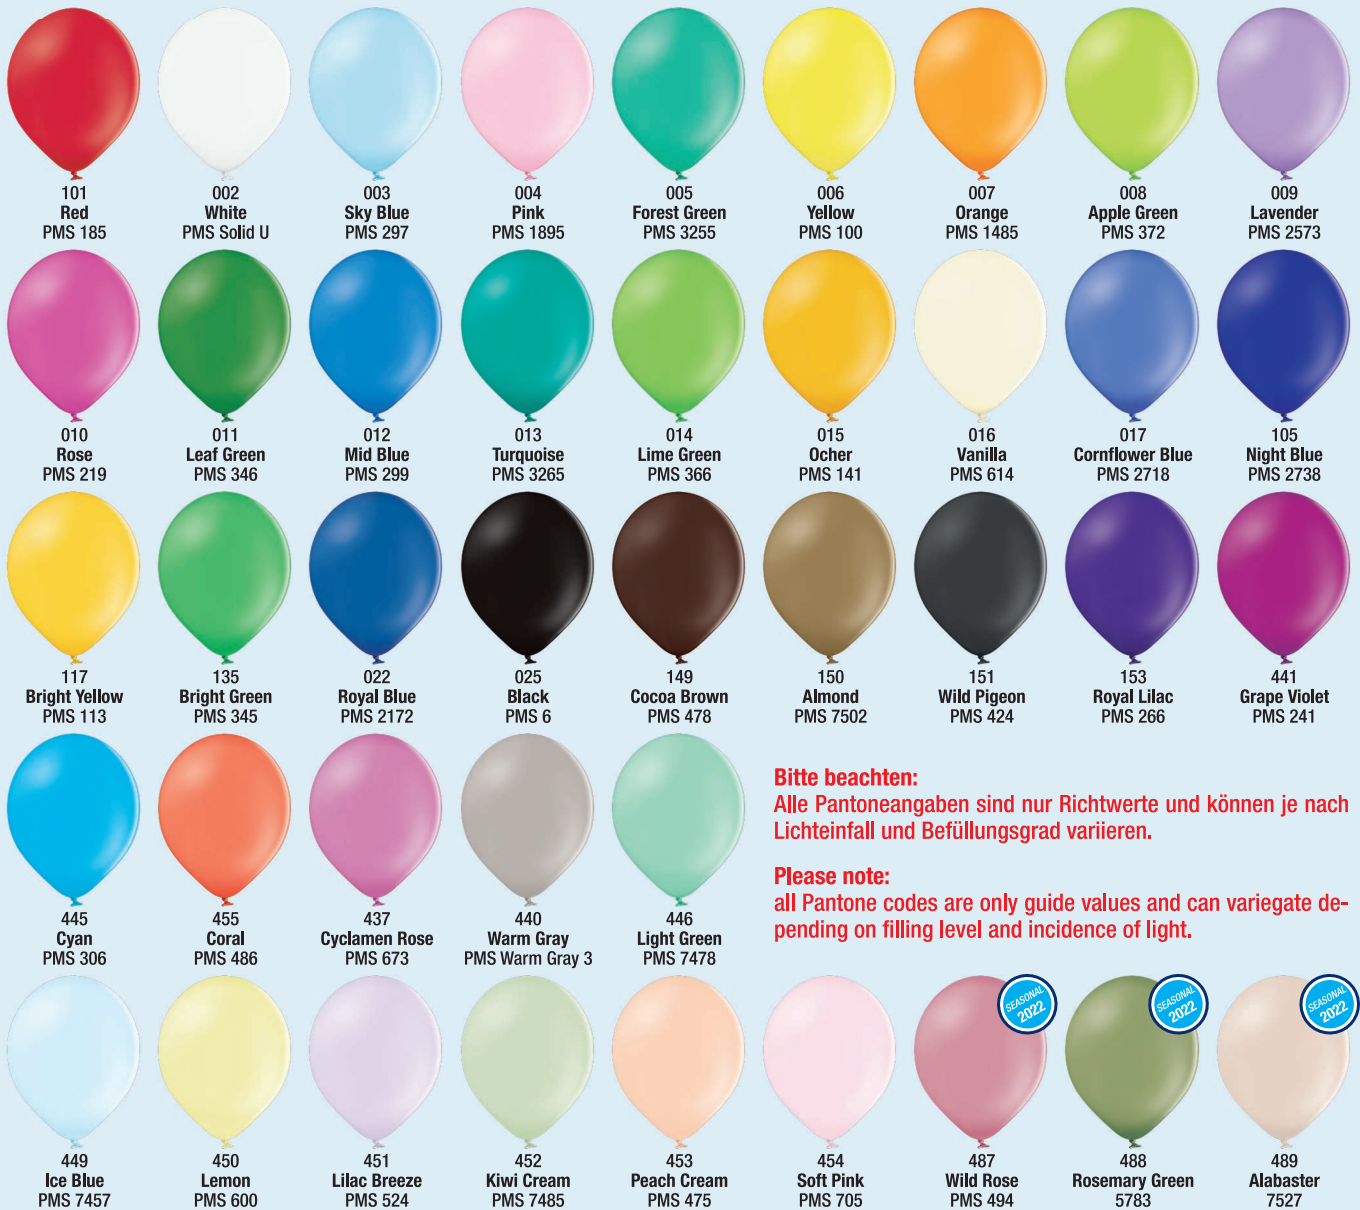 101
Red
PMS 185
002
White
PMS Solid U
003
Sky Blue
PMS 297
004
Pink
PMS 1895
005
Forest Green
PMS 3255
006
Yellow
PMS 100
007
Orange
PMS 1485
008
Apple Green
PMS 372
009
Lavender
PMS 2573
010
Rose
PMS 219
011
Leaf Green
PMS 346
012
Mid Blue
PMS 299
013
Turquoise
PMS 3265
014
Lime Green
PMS 366
015
Ocher
PMS 141
016
Vanilla
PMS 614
017
Cornflower Blue
PMS 2718
105
Night Blue
PMS 2738
117
Bright Yellow
PMS 113
135
Bright Green
PMS 345
022
Royal Blue
PMS 2172
025
Black
PMS 6
149
Cocoa Brown
PMS 478
150
Almond
PMS 7502
151
Wild Pigeon
PMS 424
153
Royal Lilac
PMS 266
441
Grape Violet
PMS 241
445
Cyan
PMS 306
455
Coral
PMS 486
437
Cyclamen Rose
PMS 673
440
Warm Gray
PMS Warm Gray 3
446
Light Green
PMS 7478
Bitte beachten:
Alle Pantoneangaben sind nur Richtwerte und können je nach
Lichteinfall und Befüllungsgrad variieren.
Please note:
all Pantone codes are only guide values and can variegate de-
pending on filling level and incidence of light.
449
Ice Blue
PMS 7457
450
Lemon
PMS 600
451
Lilac Breeze
PMS 524
452
Kiwi Cream
PMS 7485
453
Peach Cream
PMS 475
454
Soft Pink
PMS 705
SEASONAL
2022
487
Wild Rose
PMS 494
SEASONAL
2022
488
Rosemary Green
5783
SEASONAL
2022
489
Alabaster
7527